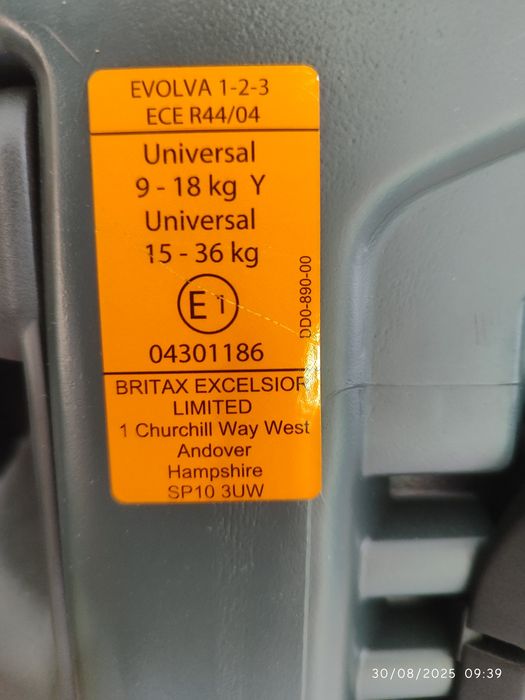 EVOLVA 1-2-3
ECE R44/04
Universal
9 - 18 kg Y
Universal
15 - 36 kg
E 1
DD0-890-00
04301186
BRITAX EXCELSIOR
LIMITED
1 Churchill Way West
Andover
Hampshire
SP10 3UW
30/08/2025 09:39